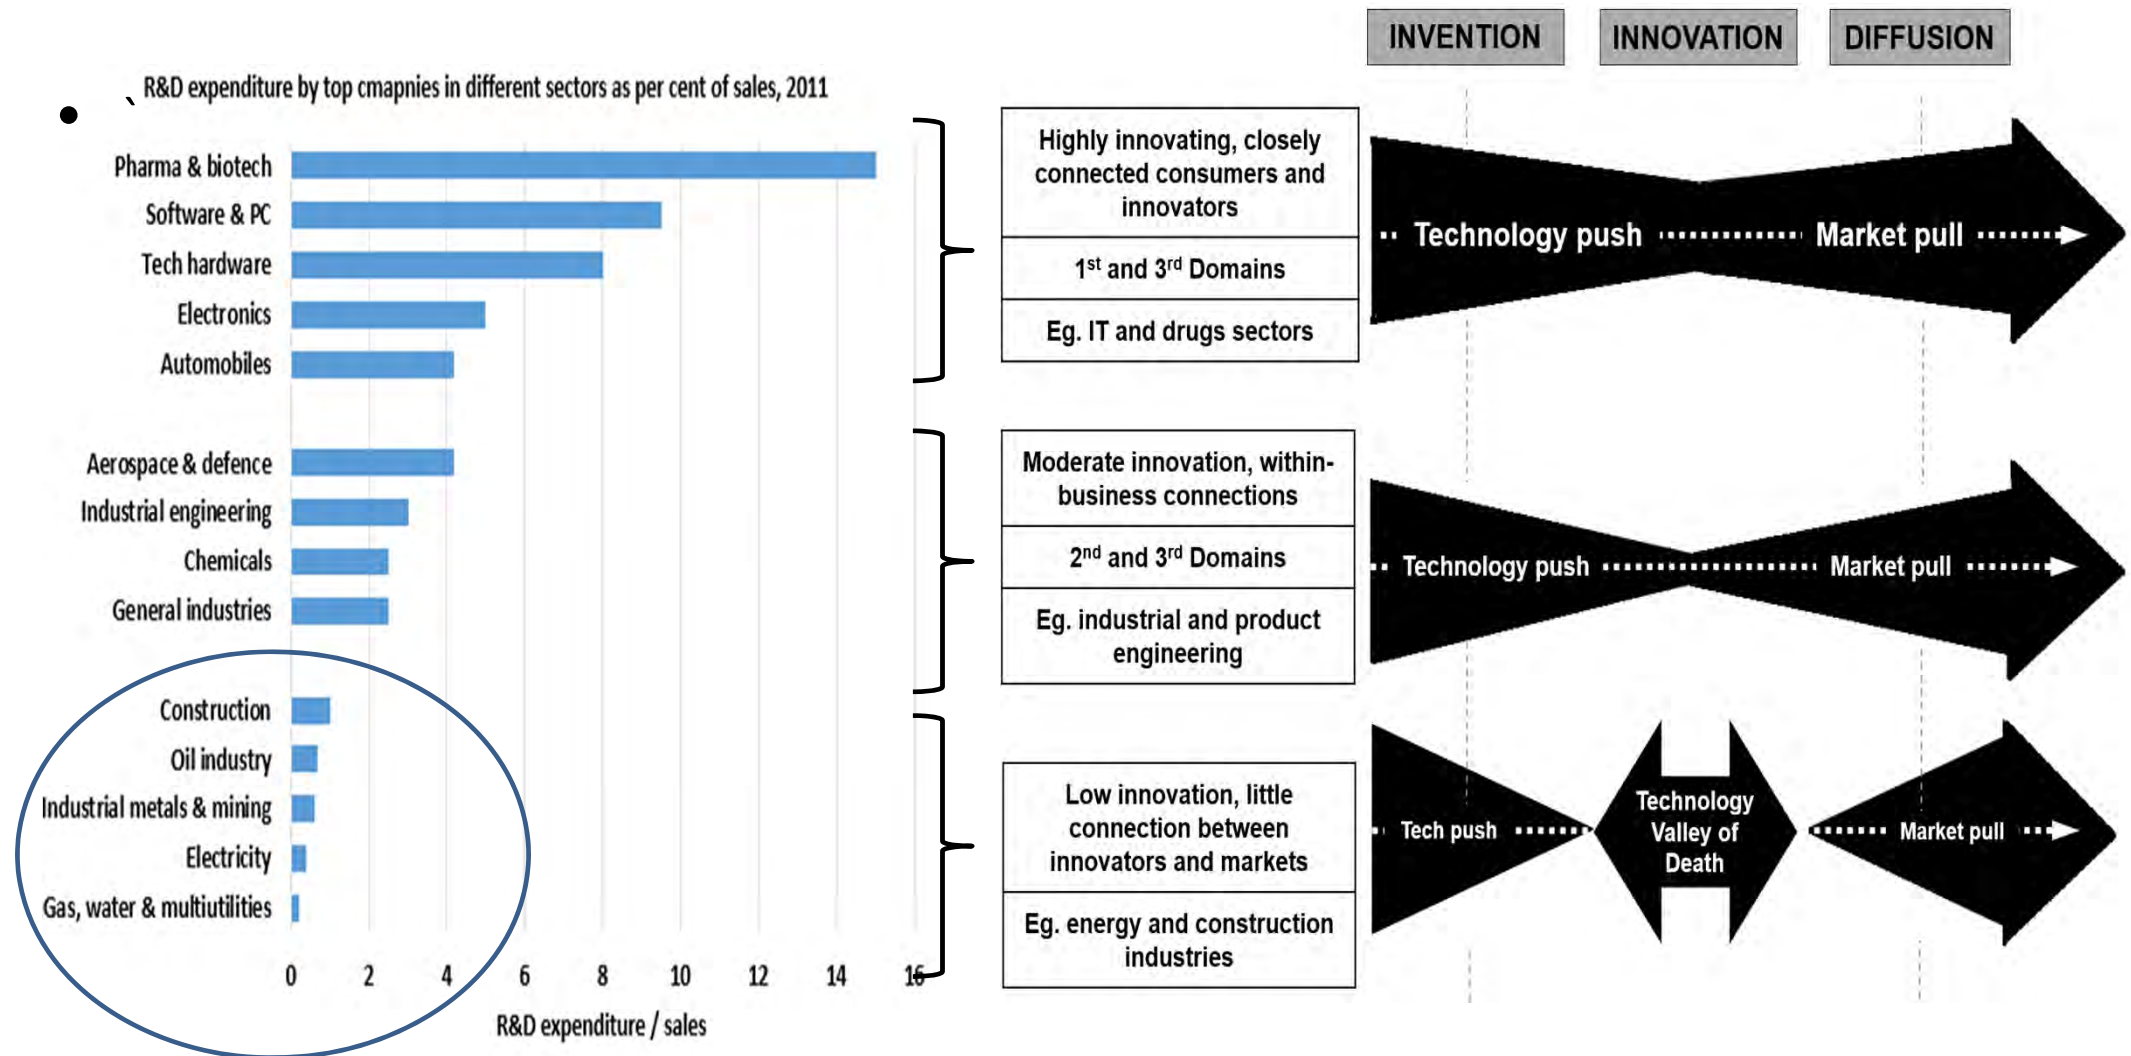 R&D expenditure by top cmapnies in different sectors as per cent of sales, 2011
• `
Pharma & biotech
Software & PC
Tech hardware
Electronics
Automobiles
Aerospace & defence
Industrial engineering
Chemicals
General industries
Construction
Oil industry
Industrial metals & mining
Electricity
Gas, water & multiutilities
0 2 4 6 8 10 12 14 16
R&D expenditure / sales
Highly innovating, closely
connected consumers and
innovators
1st and 3rd Domains
Eg. IT and drugs sectors
Moderate innovation, within-
business connections
2nd and 3rd Domains
Eg. industrial and product
engineering
Low innovation, little
connection between
innovators and markets
Eg. energy and construction
industries
INVENTION
INNOVATION
DIFFUSION
Technology push
Market pull
Technology push
Market pull
Tech push
Technology
Valley of
Death
Market pull